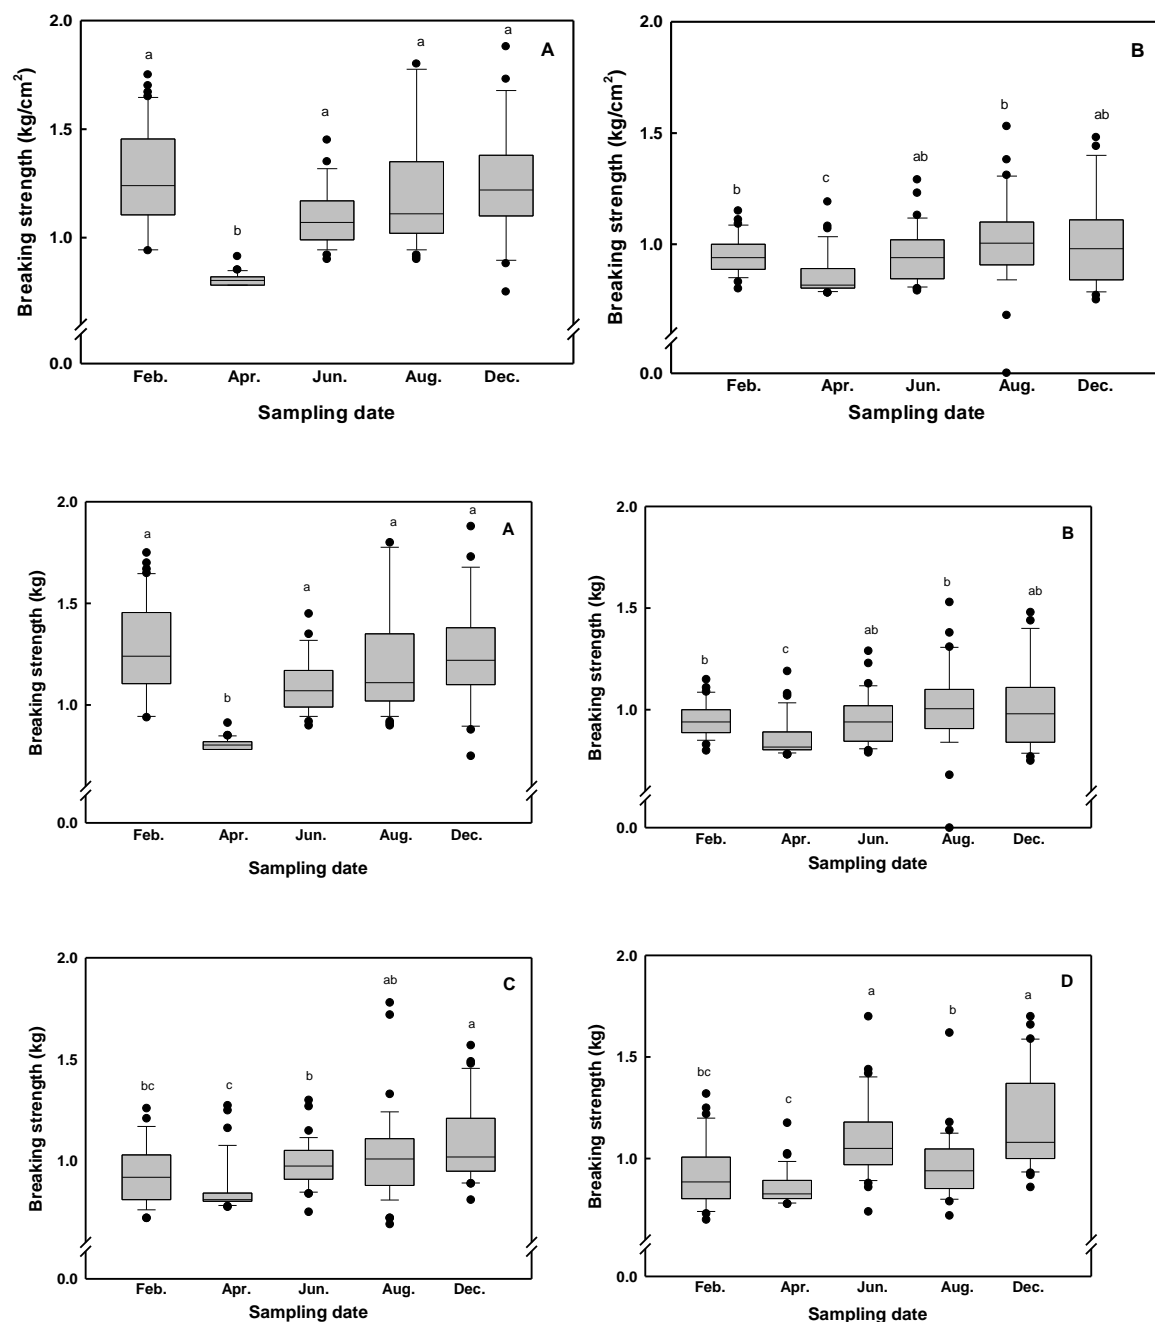 2.0
a
a
a
A
Breaking strength (kg/cm²)
1.5
a
1.0
b
0.0
Feb. Apr. Jun. Aug. Dec.
Sampling date
2.0
B
Breaking strength (kg/cm²)
1.5
b
ab
ab
b
c
1.0
0.0
Feb. Apr. Jun. Aug. Dec.
Sampling date
2.0
a
a
a
A
Breaking strength (kg)
1.5
a
1.0
b
0.0
Feb. Apr. Jun. Aug. Dec.
Sampling date
2.0
B
Breaking strength (kg)
1.5
b
ab
ab
b
c
1.0
0.0
Feb. Apr. Jun. Aug. Dec.
Sampling date
2.0
C
ab
a
Breaking strength (kg)
1.5
bc
c
b
1.0
0.0
Feb. Apr. Jun. Aug. Dec.
Sampling date
2.0
D
a
a
b
Breaking strength (kg)
1.5
bc
c
1.0
0.0
Feb. Apr. Jun. Aug. Dec.
Sampling date